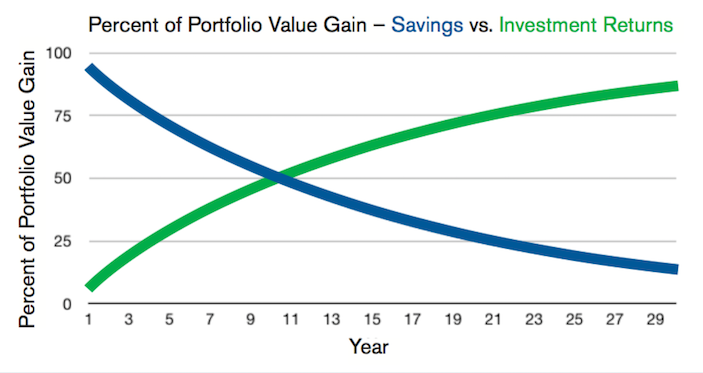 Percent of Portfolio Value Gain – Savings vs. Investment Returns
Percent of Portfolio Value Gain
100
75
50
25
0
1 3 5 7 9 11 13 15 17 19 21 23 25 27 29
Year